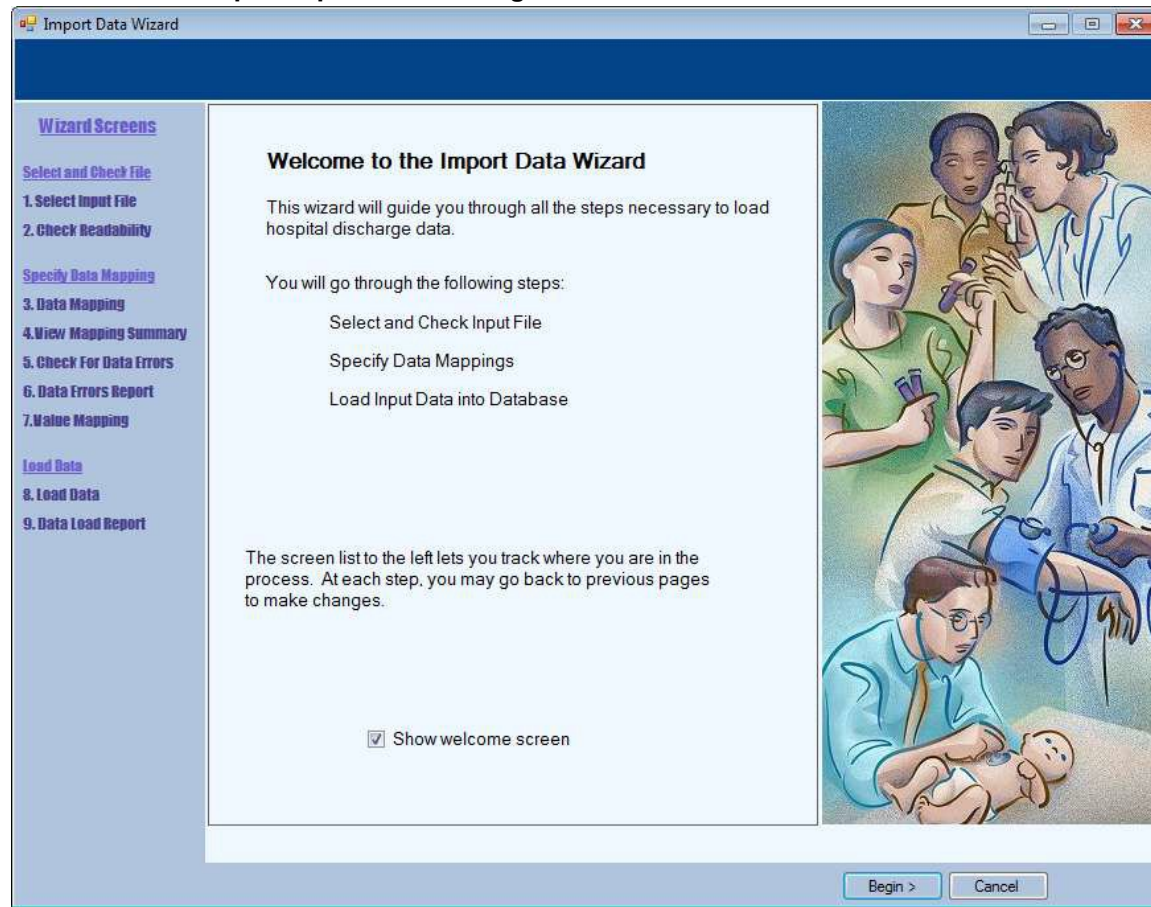 Import Data Wizard
Wizard Screens
Select and Check File
1. Select Input File
2. Check Readability
Specify Data Mapping
3. Data Mapping
4.View Mapping Summary
5. Check For Data Errors
6. Data Errors Report
7.Value Mapping
Load Data
8. Load Data
9. Data Load Report
Welcome to the Import Data Wizard
This wizard will guide you through all the steps necessary to load
hospital discharge data.
You will go through the following steps:
Select and Check Input File
Specify Data Mappings
Load Input Data into Database
The screen list to the left lets you track where you are in the
process. At each step, you may go back to previous pages
to make changes.
Show welcome screen
Begin >
Cancel